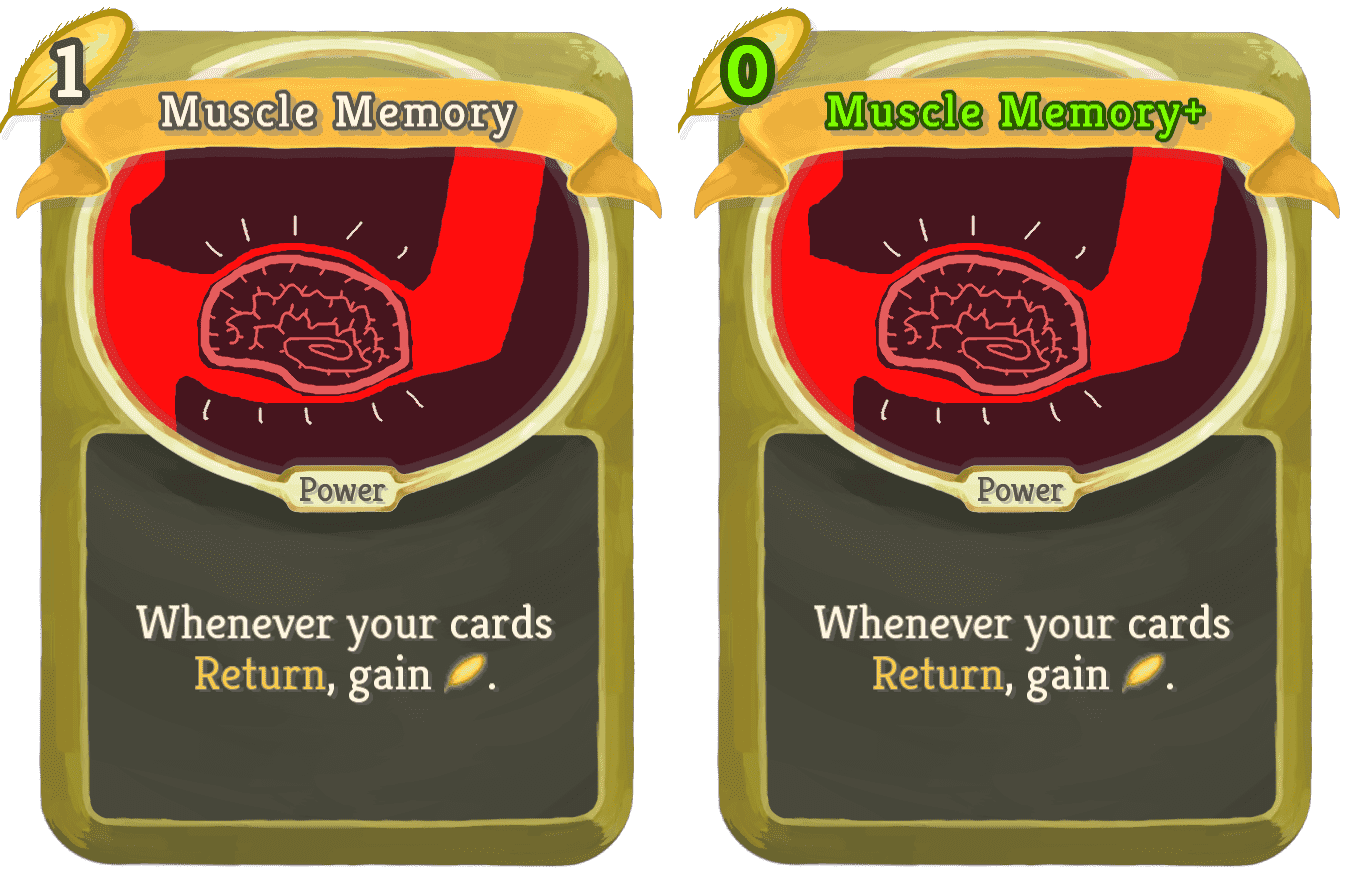 1
Muscle Memory
Power
Whenever your cards
Return, gain .
0
Muscle Memory+
Power
Whenever your cards
Return, gain .